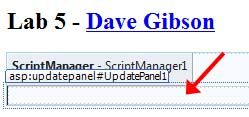 Lab 5 - Dave Gibson
ScriptManager - ScriptManager1
asp:updatepanel#UpdatePanel1